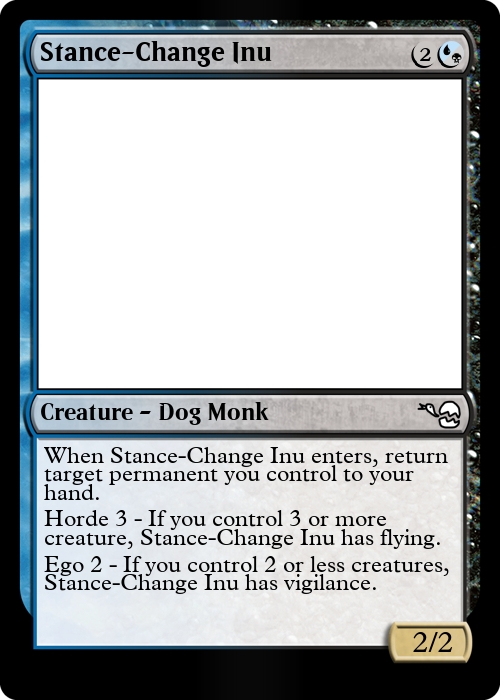 Stance-Change Inu 2
Creature - Dog Monk
When Stance-Change Inu enters, return
target permanent you control to your
hand.
Horde 3 - If you control 3 or more
creature, Stance-Change Inu has flying.
Ego 2 - If you control 2 or less creatures,
Stance-Change Inu has vigilance.
2/2